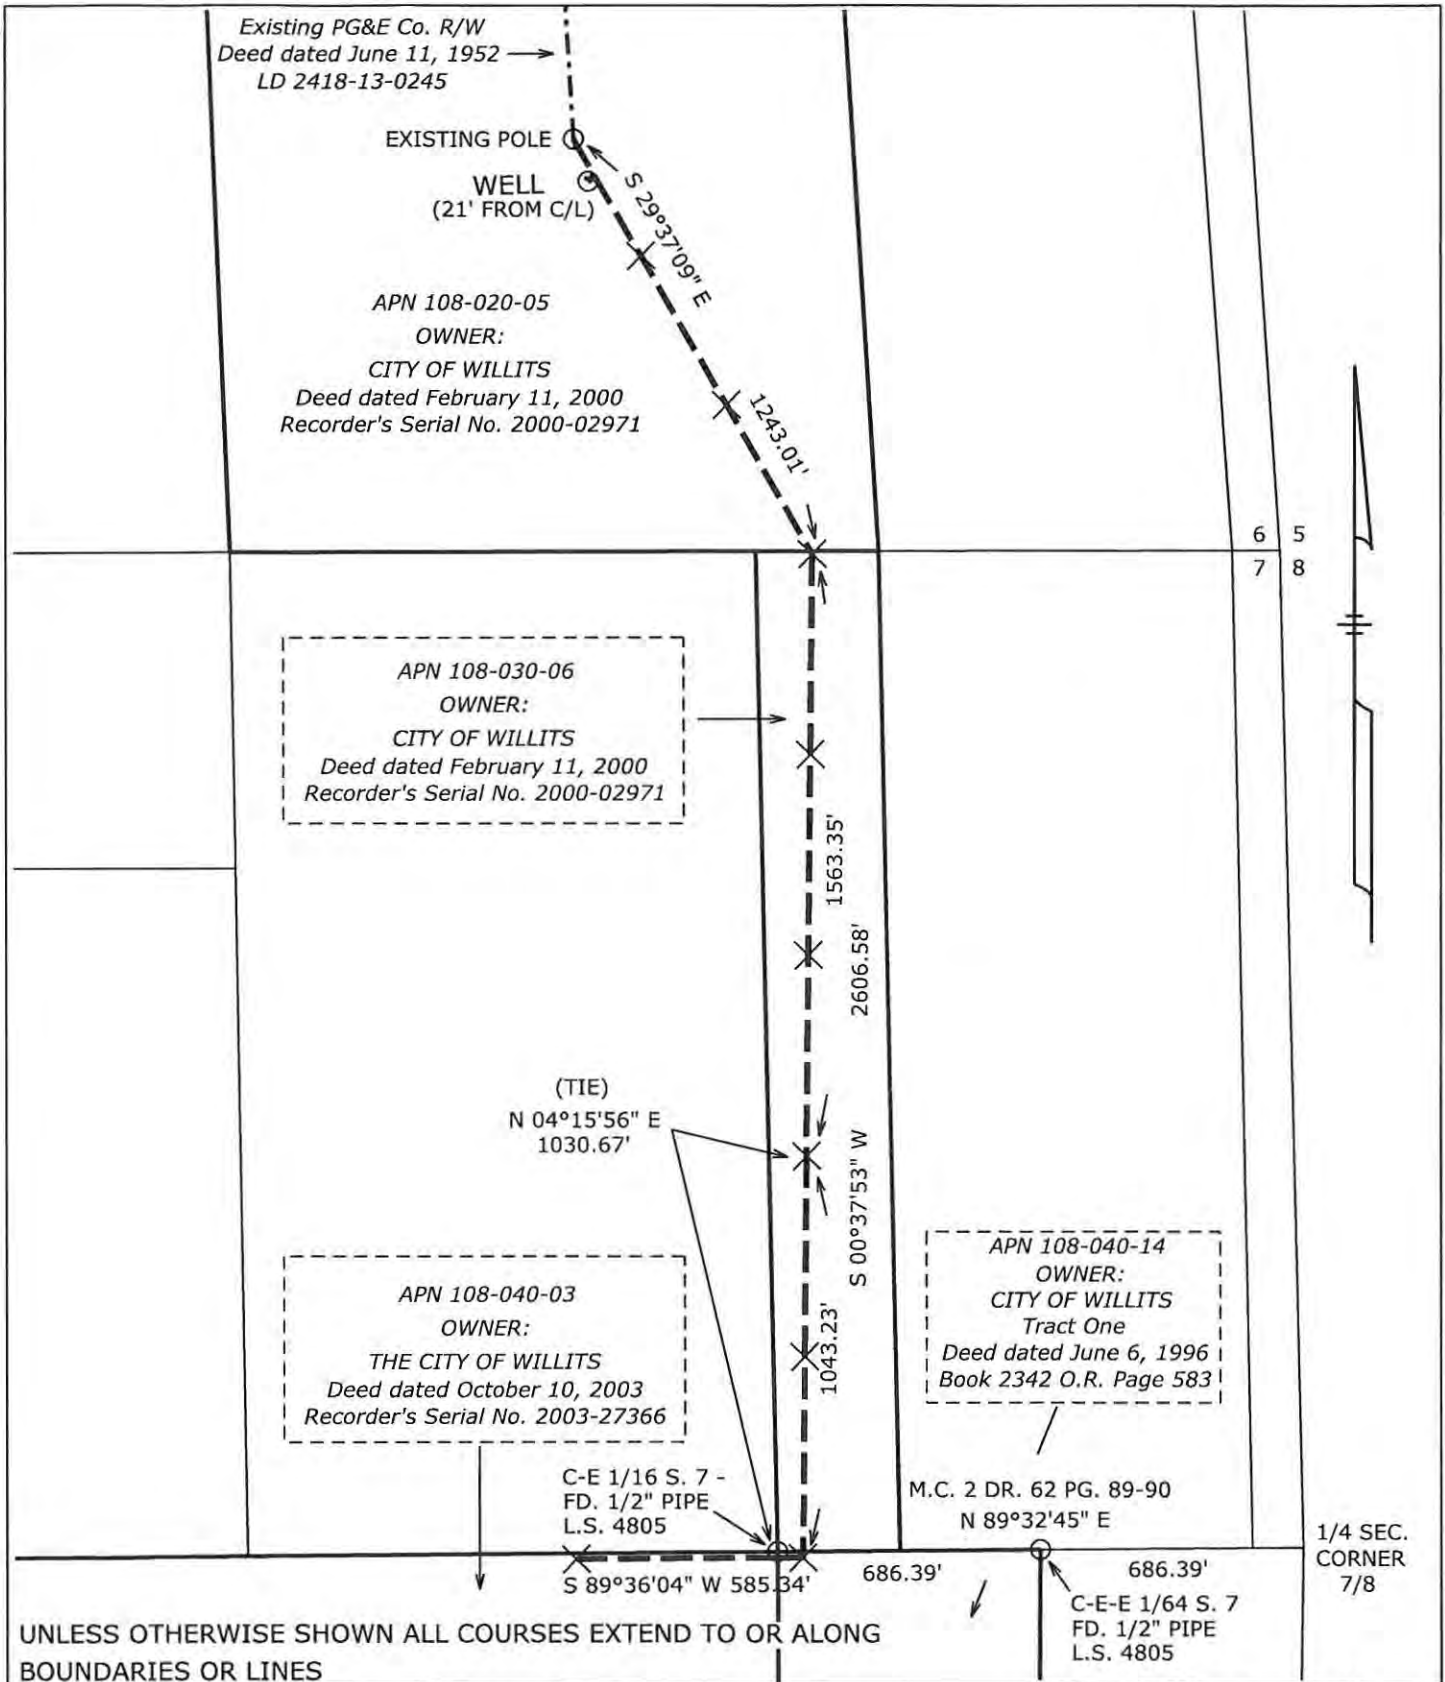 Existing PG&E Co. R/W
Deed dated June 11, 1952
LD 2418-13-0245
EXISTING POLE
WELL
(21' FROM C/L)
S 29°37'09" E
1243.01'
APN 108-020-05
OWNER:
CITY OF WILLITS
Deed dated February 11, 2000
Recorder's Serial No. 2000-02971
6 5
7 8
APN 108-030-06
OWNER:
CITY OF WILLITS
Deed dated February 11, 2000
Recorder's Serial No. 2000-02971
1563.35'
2606.58'
(TIE)
N 04°15'56" E
1030.67'
S 00°37'53" W
1043.23'
APN 108-040-03
OWNER:
THE CITY OF WILLITS
Deed dated October 10, 2003
Recorder's Serial No. 2003-27366
APN 108-040-14
OWNER:
CITY OF WILLITS
Tract One
Deed dated June 6, 1996
Book 2342 O.R. Page 583
C-E 1/16 S. 7 -
FD. 1/2" PIPE
L.S. 4805
M.C. 2 DR. 62 PG. 89-90
N 89°32'45" E
1/4 SEC.
CORNER
7/8
S 89°36'04" W 585.34'
686.39'
686.39'
C-E-E 1/64 S. 7
FD. 1/2" PIPE
L.S. 4805
UNLESS OTHERWISE SHOWN ALL COURSES EXTEND TO OR ALONG
BOUNDARIES OR LINES